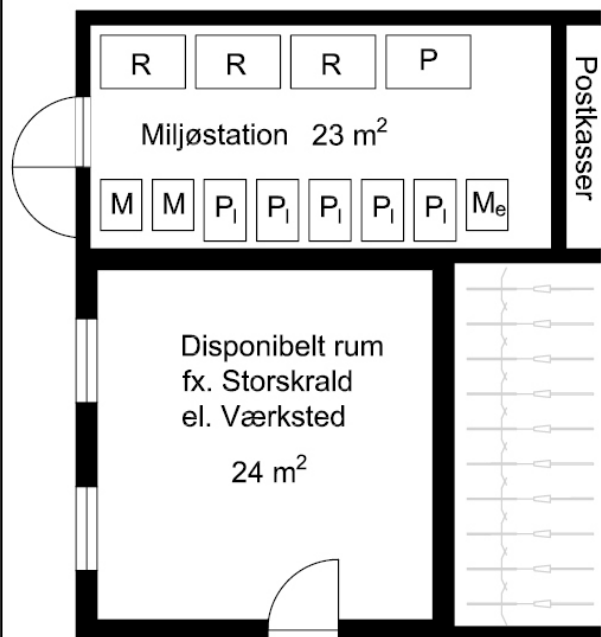 R R R P
Miljøstation 23 m²
Postkasser
M M Pl Pl Pl Pl Pl Me
Disponibelt rum
fx. Storskrald
el. Værksted
24 m²